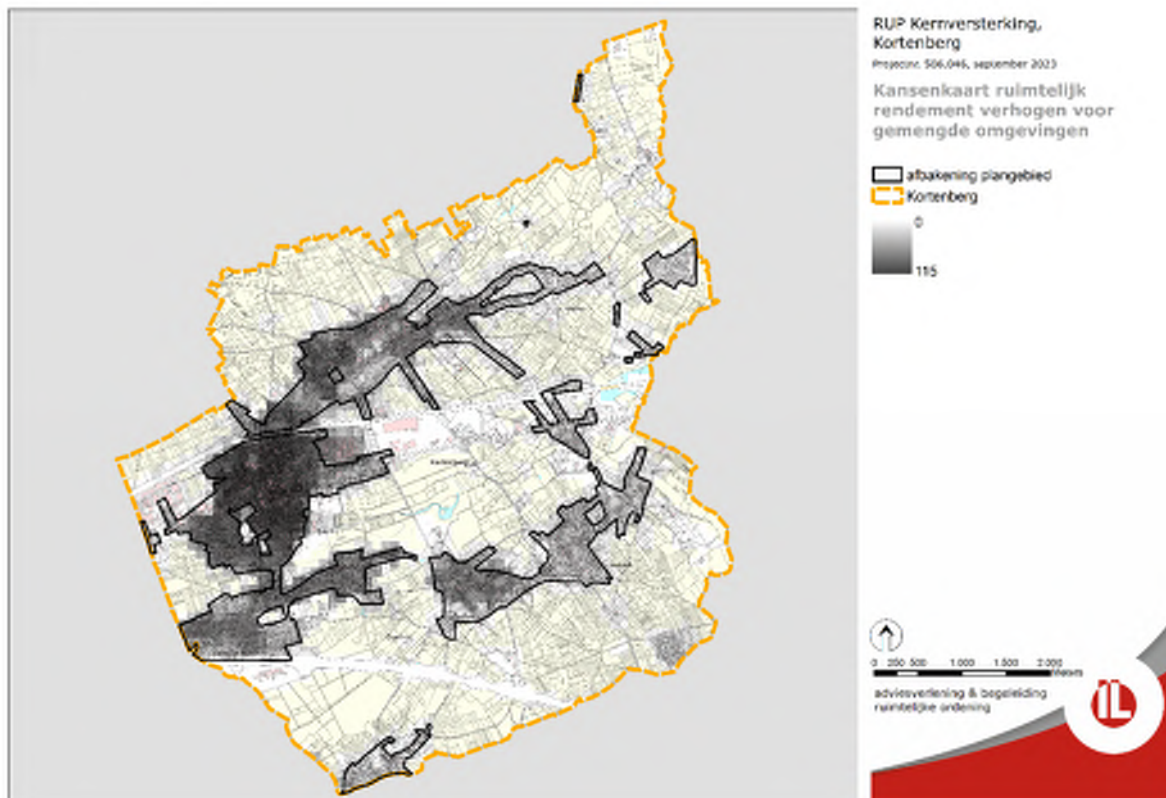 RUP Kernversterking,
Kortenberg
Projectnr. 506.046, september 2023
Kansenkaart ruimtelijk
rendement verhogen voor
gemengde omgevingen
afbakening plangebied
Kortenberg
0
115
0 250 500 1.000 1.500 2.000
adviesverlening & begeleiding
ruimtelijke ordening
IL